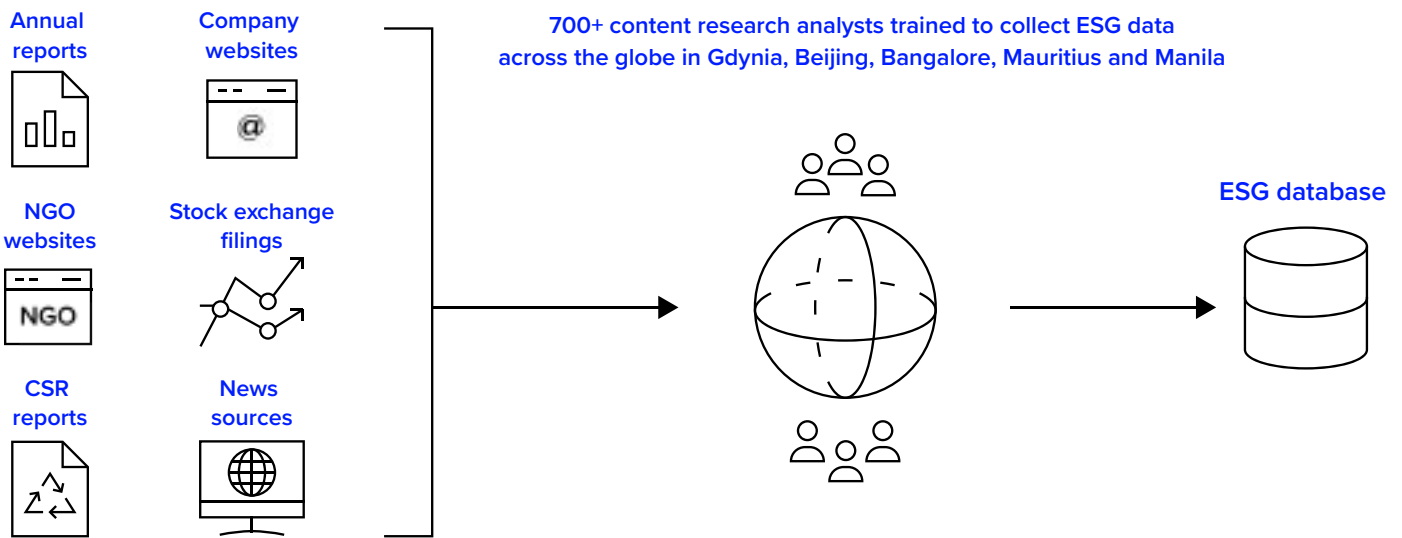 Annual
reports
Company
websites
@
700+ content research analysts trained to collect ESG data
across the globe in Gdynia, Beijing, Bangalore, Mauritius and Manila
NGO
websites
NGO
Stock exchange
filings
ESG database
CSR
reports
News
sources